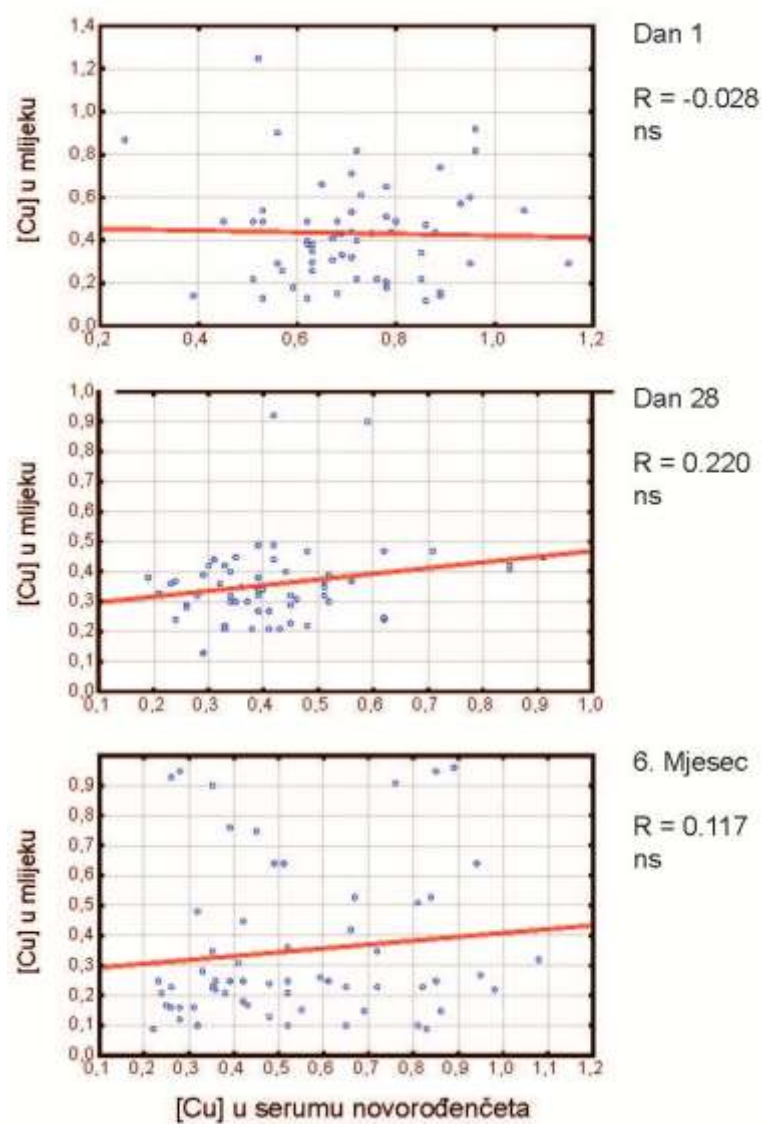 Dan 1
R = -0.028
ns
[Cu] u mlijeku
1,4
1,2
1,0
0,8
0,6
0,4
0,2
0,0
0,2 0,4 0,6 0,8 1,0 1,2
Dan 28
R = 0.220
ns
[Cu] u mlijeku
1,0
0,9
0,8
0,7
0,6
0,5
0,4
0,3
0,2
0,1
0,0
0,1 0,2 0,3 0,4 0,5 0,6 0,7 0,8 0,9 1,0
6. Mjesec
R = 0.117
ns
[Cu] u mlijeku
0,9
0,8
0,7
0,6
0,5
0,4
0,3
0,2
0,1
0,0
0,1 0,2 0,3 0,4 0,5 0,6 0,7 0,8 0,9 1,0 1,1 1,2
[Cu] u serumu novorođenčeta